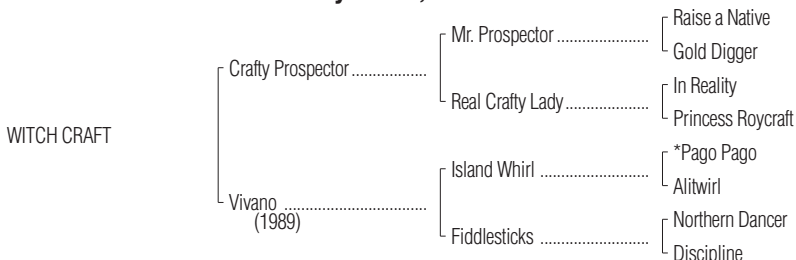 Raise a Native
Mr. Prospector
Gold Digger
Crafty Prospector
In Reality
Real Crafty Lady
Princess Roycraft
WITCH CRAFT
*Pago Pago
Island Whirl
Alitwirl
Vivano
(1989)
Northern Dancer
Fiddlesticks
Discipline